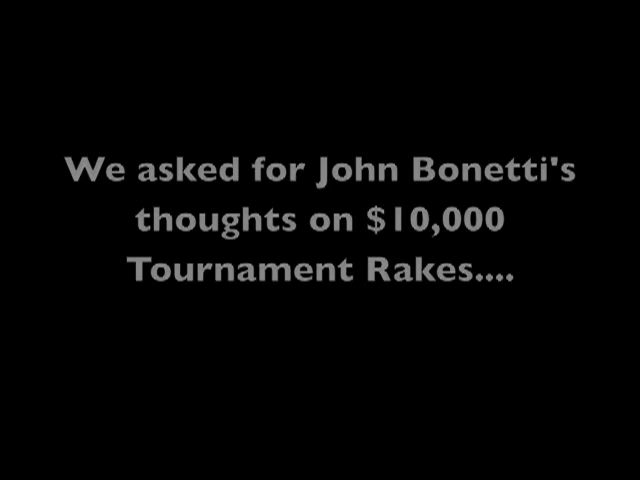 We asked for John Bonetti's
thoughts on $10,000
Tournament Rakes....